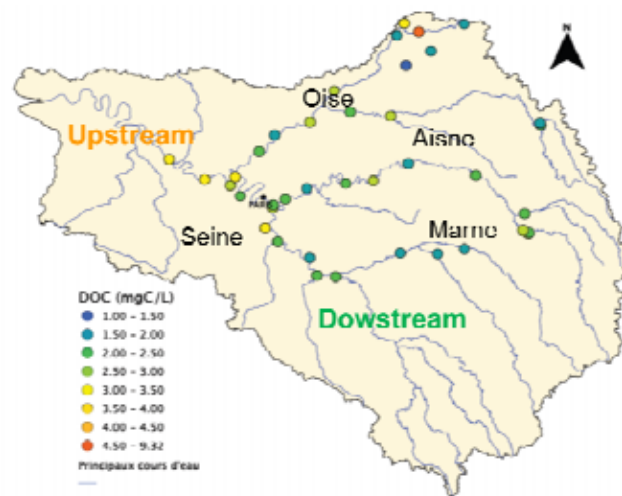 N
Oise
Upstream
Aisne
PARIS
Seine
Marne
DOC (mgC/L)
1.00 - 1.50
1.50 - 2.00
2.00 - 2.50
2.50 - 3.00
3.00 - 3.50
3.50 - 4.00
4.00 - 4.50
4.50 - 9.32
Dowstream
Principaux cours d'eau